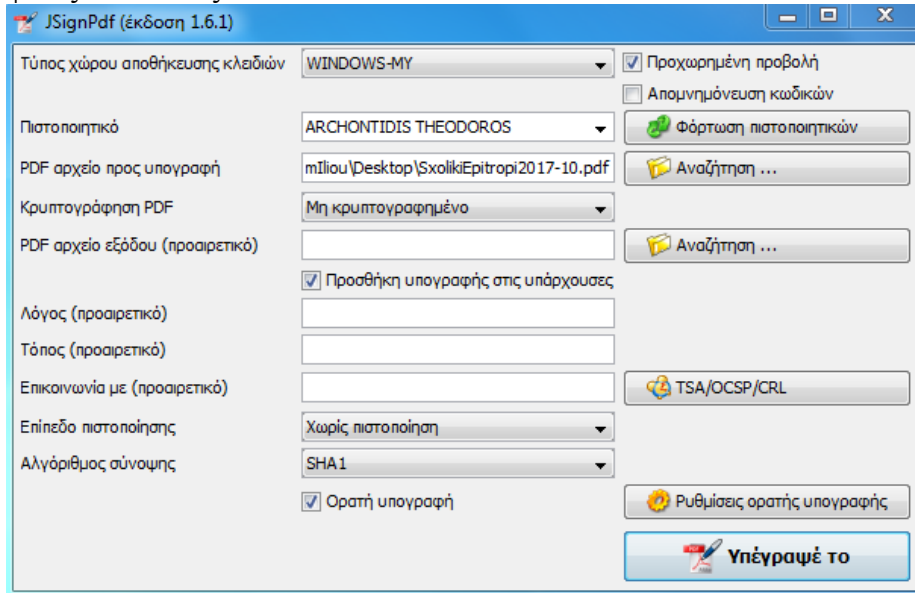 JSignPdf (έκδοση 1.6.1)
Τύπος χώρου αποθήκευσης κλειδιών WINDOWS-MY Προχωρημένη προβολή
Απομνημόνευση κωδικών
Πιστοποιητικό ARCHONTIDIS THEODOROS Φόρτωση πιστοποιητικών
PDF αρχείο προς υπογραφή mIliou\Desktop\SxolikiEpitropi2017-10.pdf Αναζήτηση ...
Κρυπτογράφηση PDF Μη κρυπτογραφημένο
PDF αρχείο εξόδου (προαιρετικό) Αναζήτηση ...
Προσθήκη υπογραφής στις υπάρχουσες
Λόγος (προαιρετικό)
Τόπος (προαιρετικό)
Επικοινωνία με (προαιρετικό) TSA/OCSP/CRL
Επίπεδο πιστοποίησης Χωρίς πιστοποίηση
Αλγόριθμος σύνοψης SHA1
Ορατή υπογραφή Ρυθμίσεις ορατής υπογραφής
Υπέγραψέ το